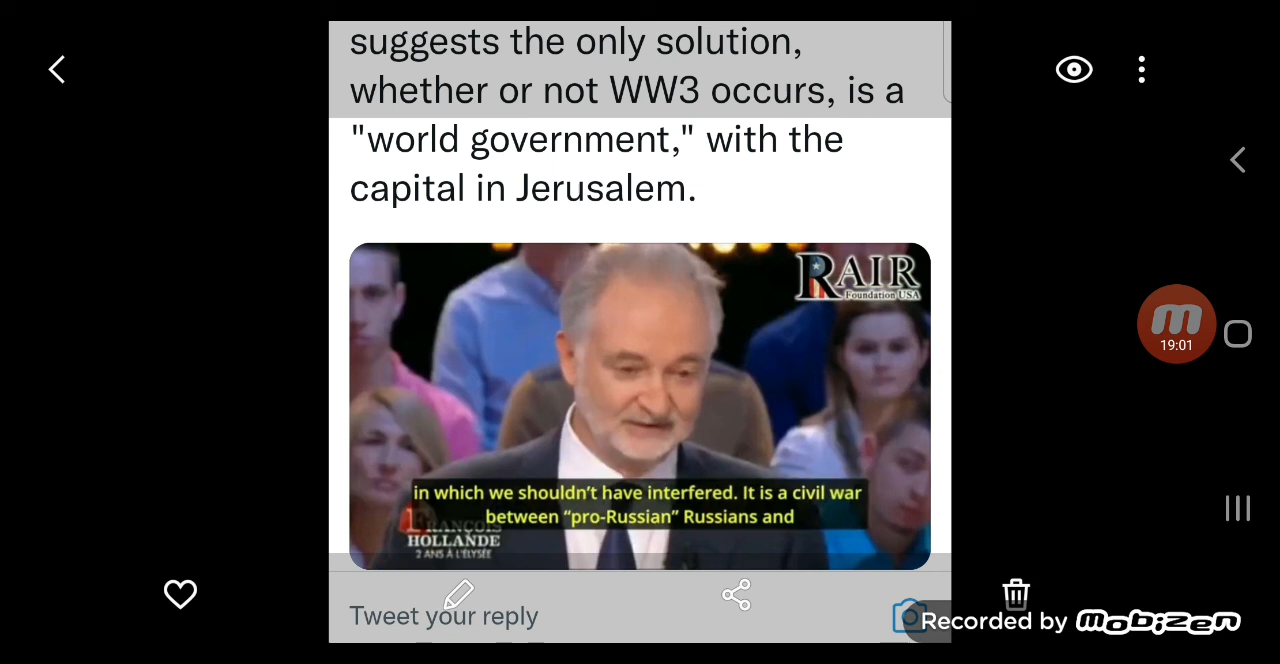 suggests the only solution,
whether or not WW3 occurs, is a
"world government," with the
capital in Jerusalem.
RAIR
Foundation USA
in which we shouldn't have interfered. It is a civil war
between "pro-Russian" Russians and
FRANÇOIS
HOLLANDE
2 ANS À L'ÉLYSÉE
19:01
Tweet your reply
Recorded by mobizen